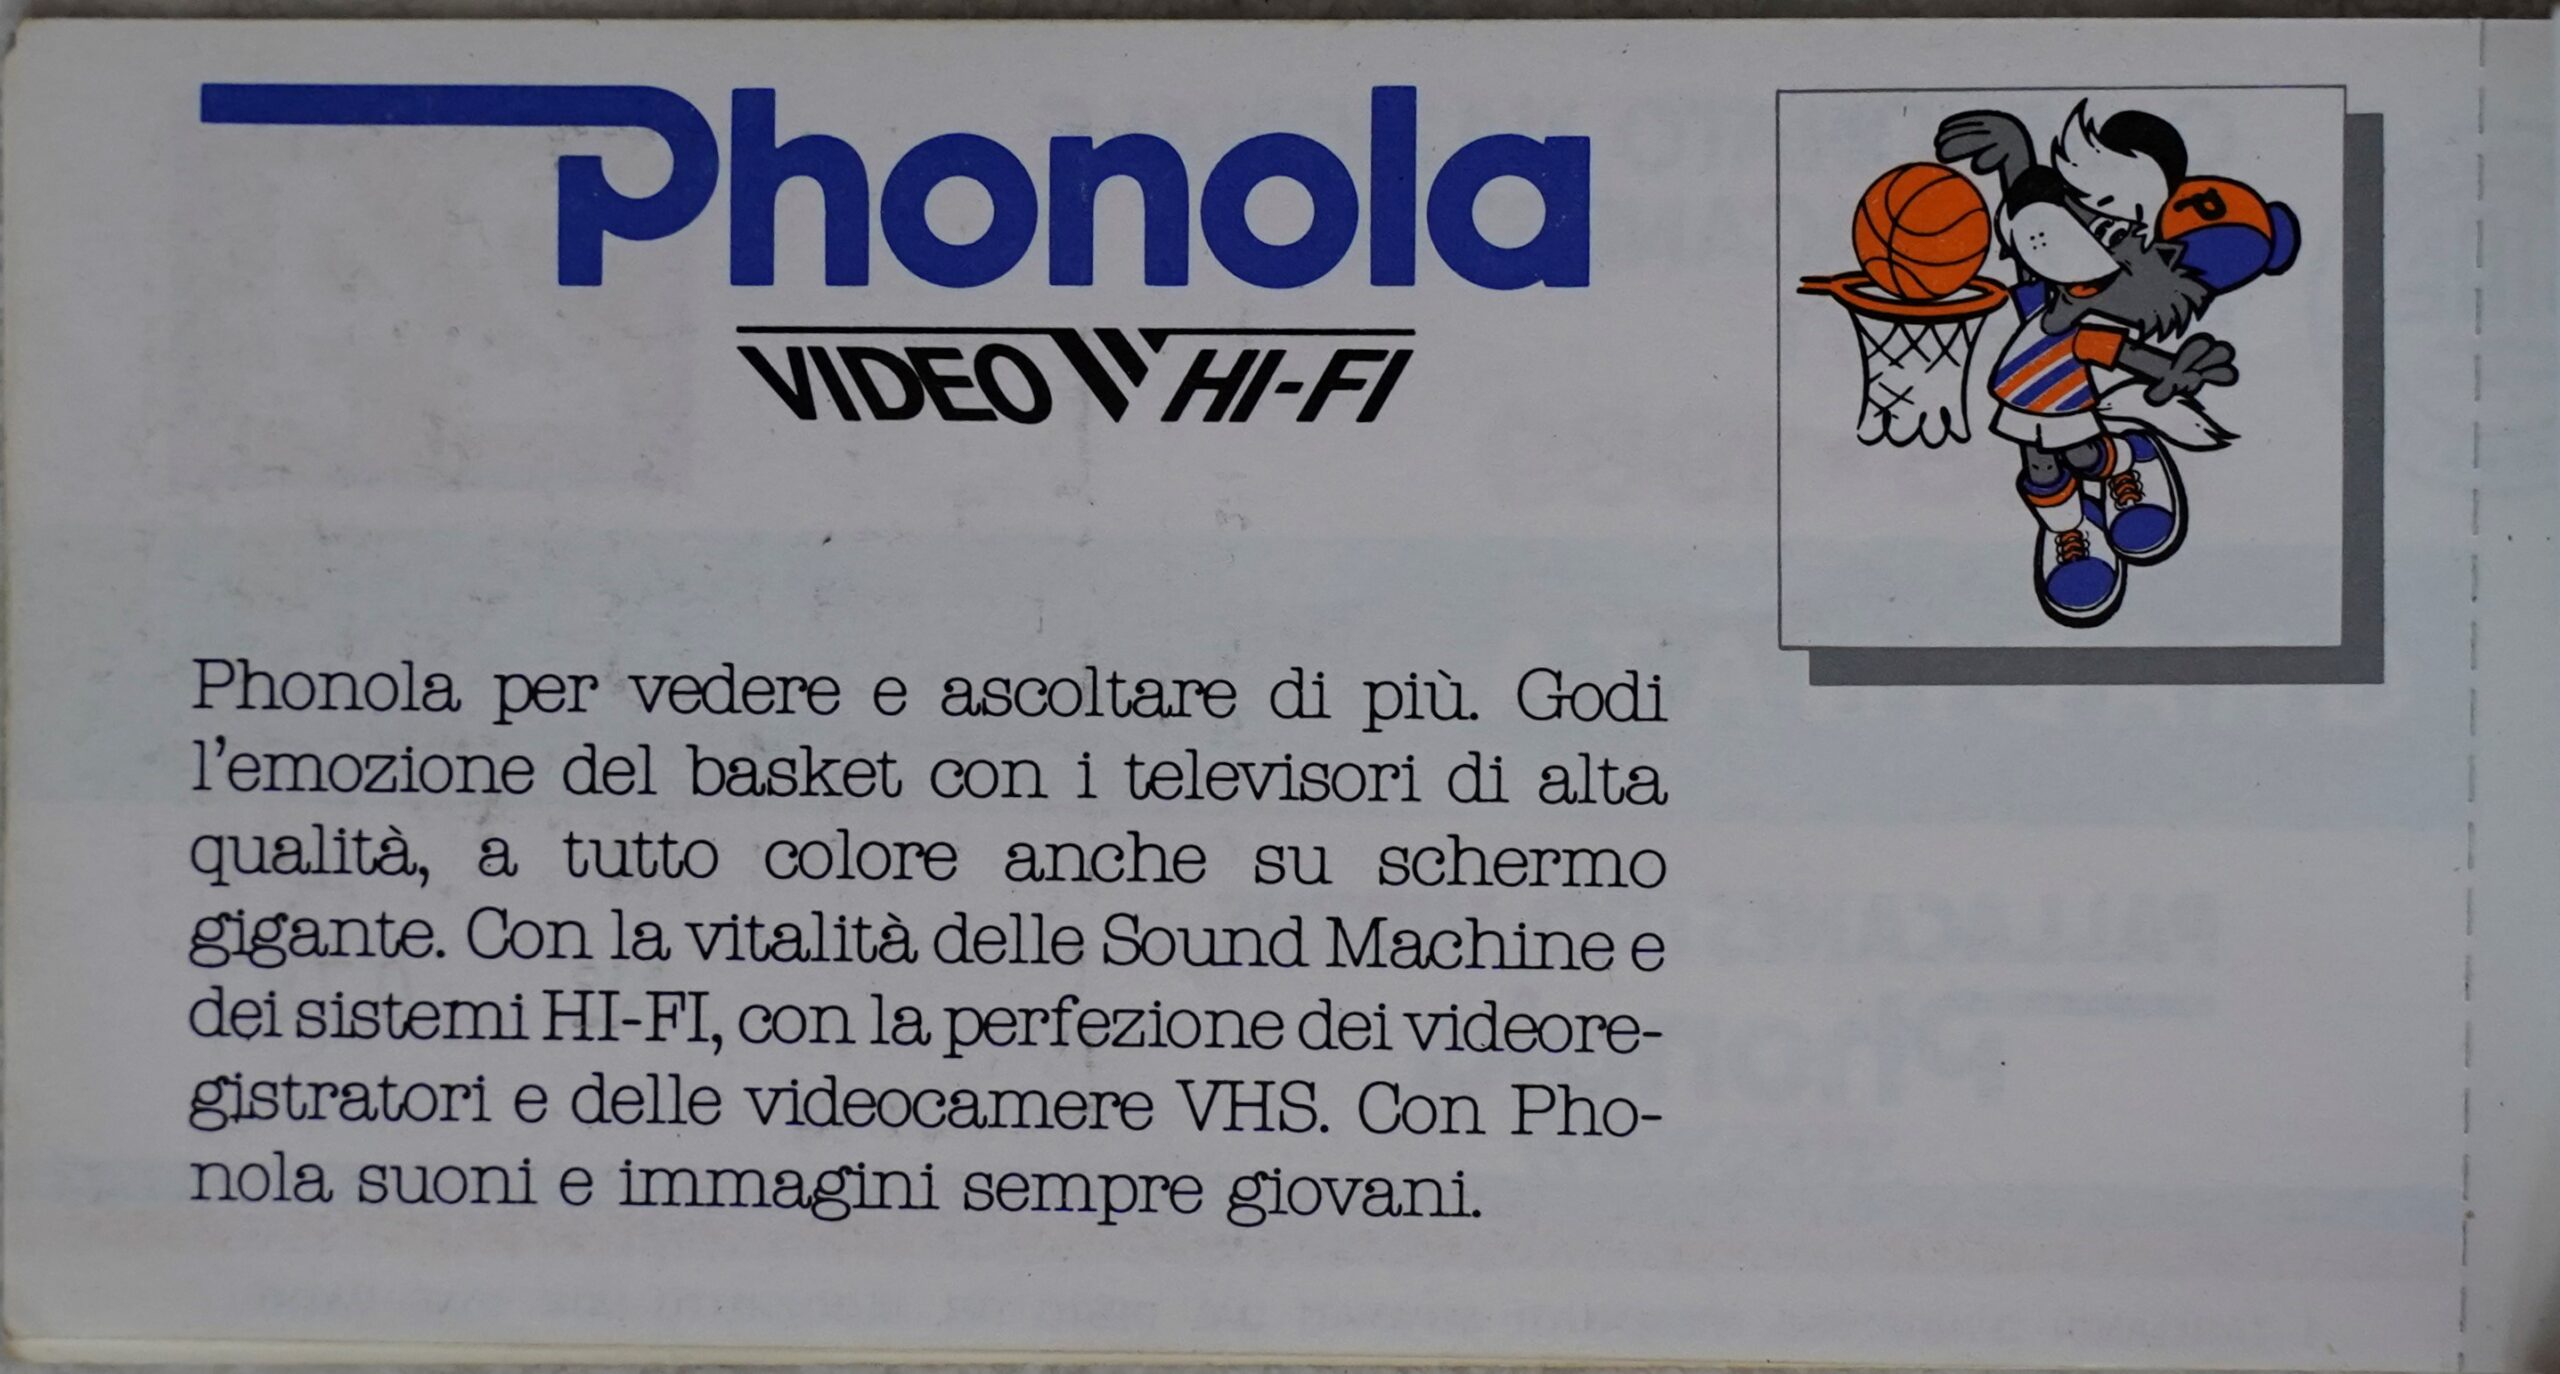 Phonola
VIDEO HI-FI
P
Phonola per vedere e ascoltare di più. Godi
l'emozione del basket con i televisori di alta
qualità, a tutto colore anche su schermo
gigante. Con la vitalità delle Sound Machine e
dei sistemi HI-FI, con la perfezione dei videore-
gistratori e delle videocamere VHS. Con Pho-
nola suoni e immagini sempre giovani.